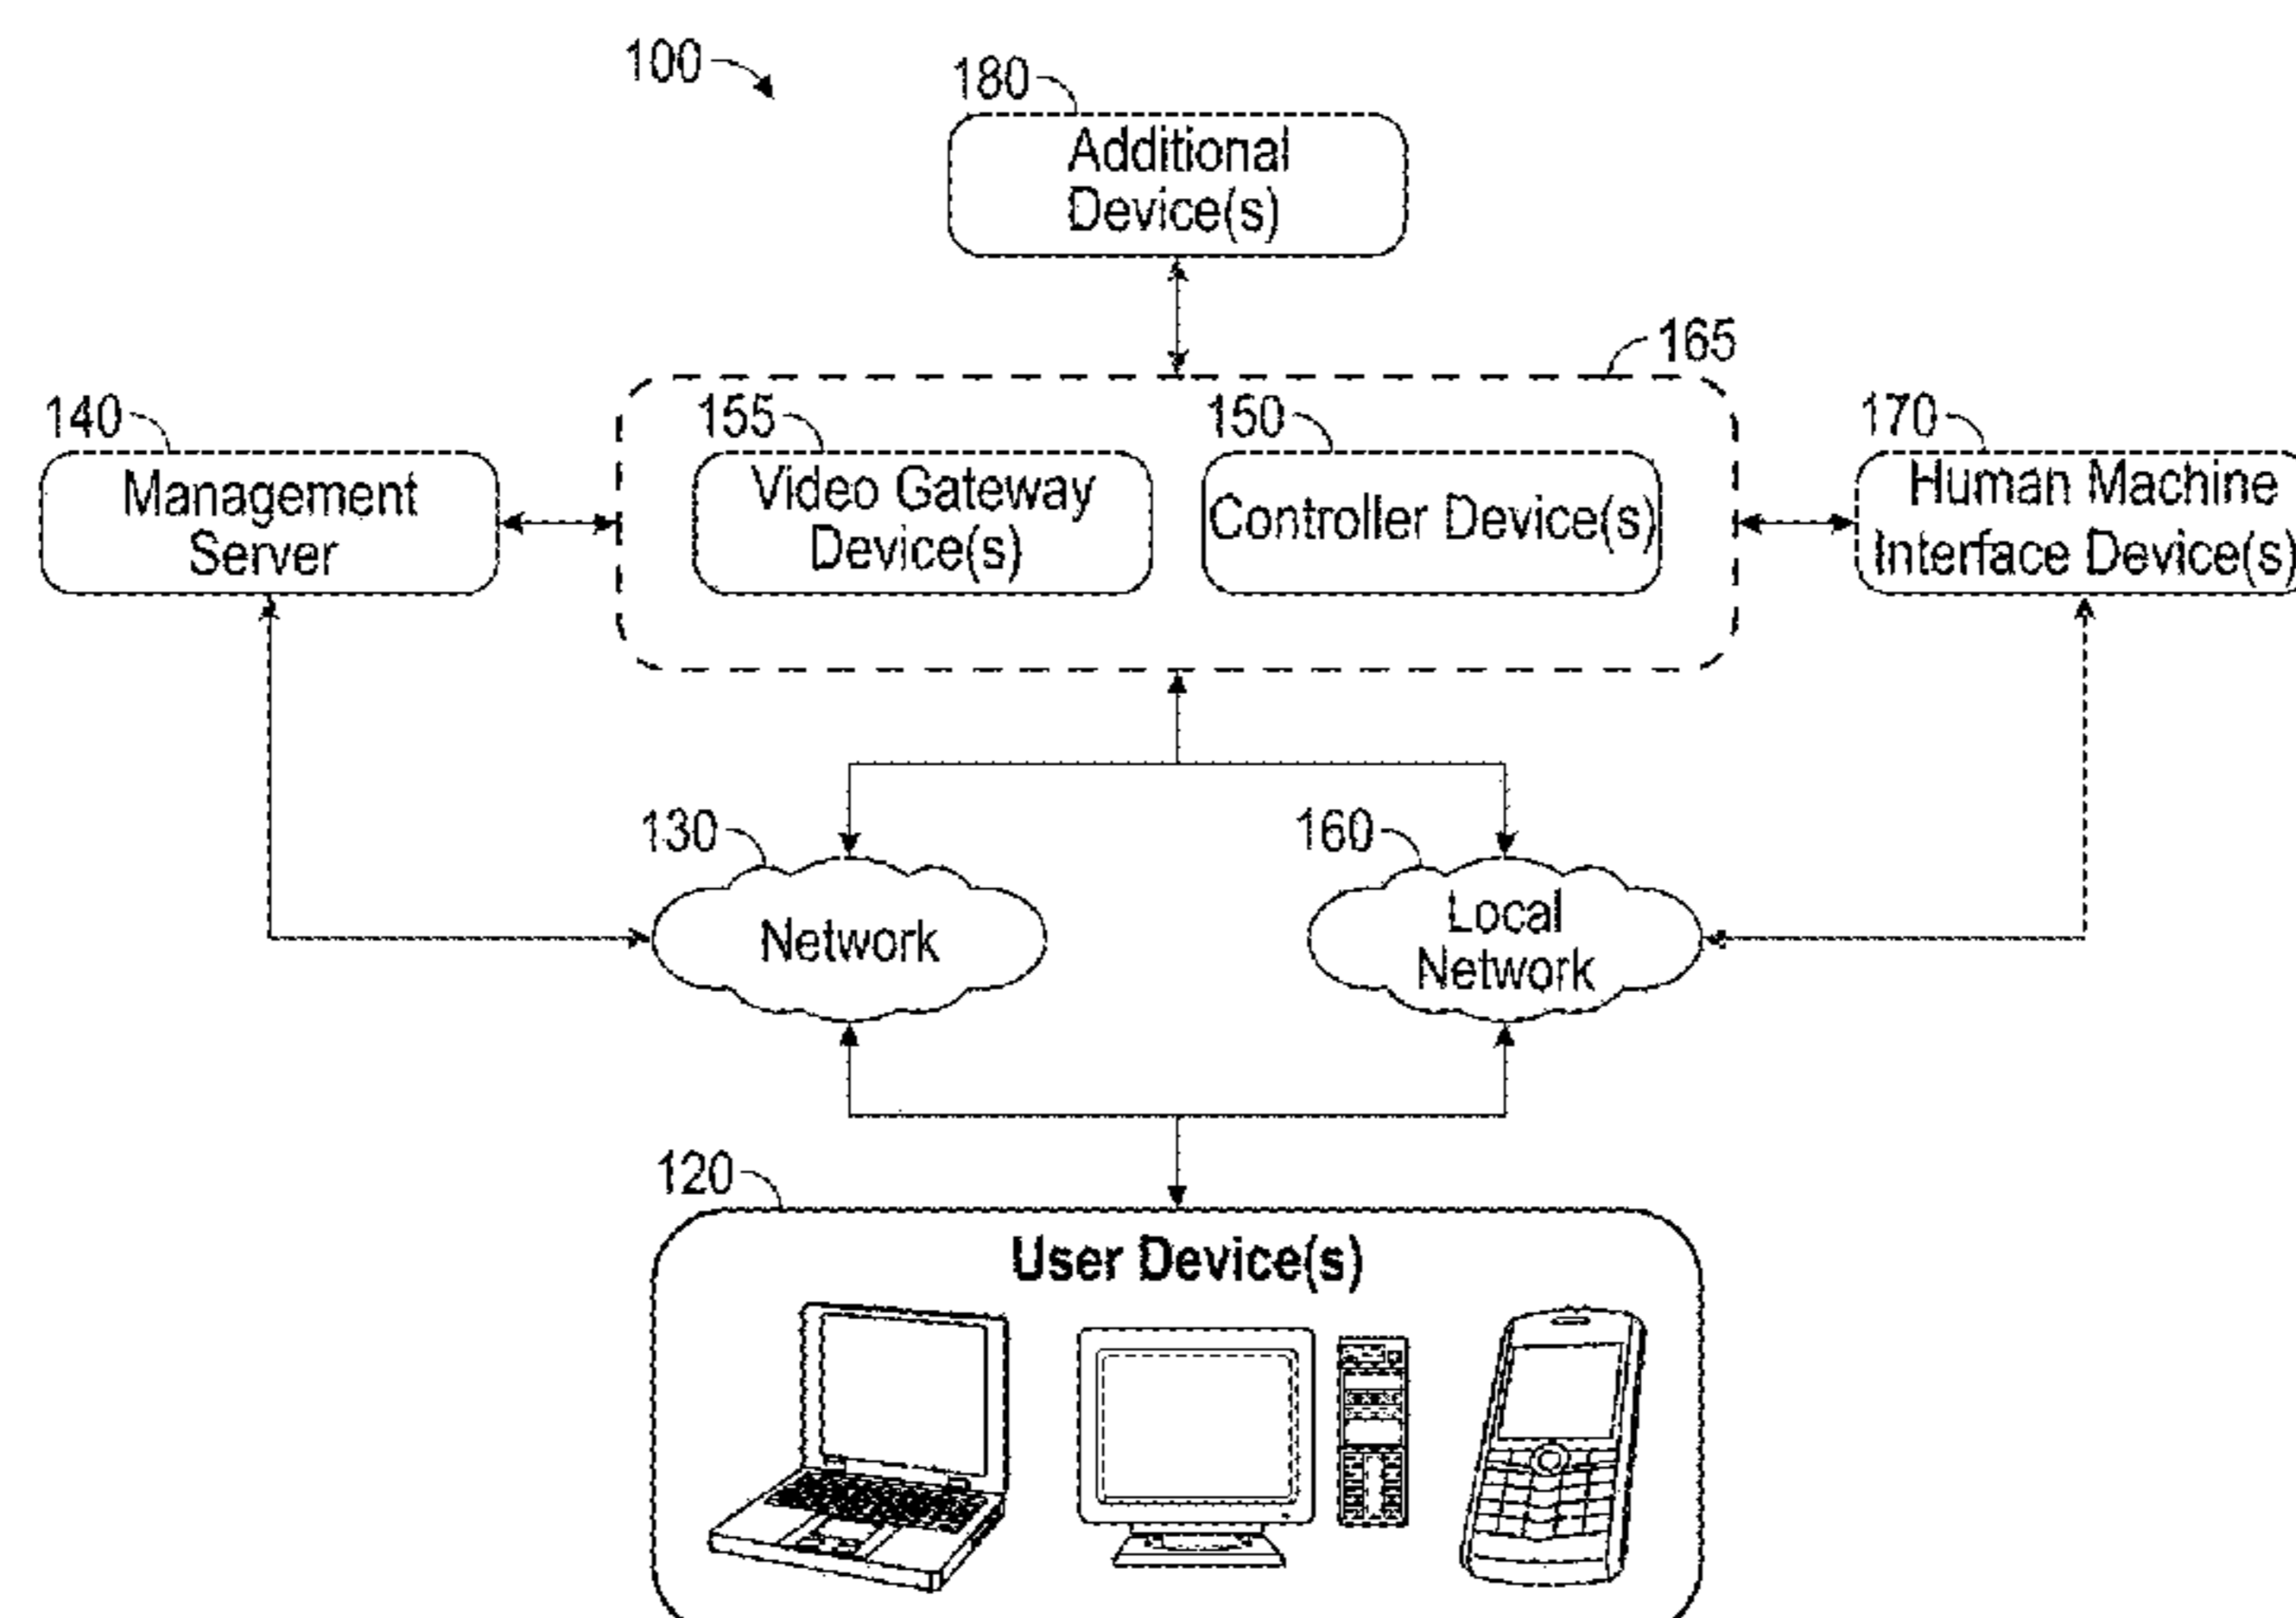 100
180
Additional
Device(s)
165
140
Management
Server
155
Video Gateway
Device(s)
150
Controller Device(s)
170
Human Machine
Interface Device(s)
130
Network
160
Local
Network
120
User Device(s)